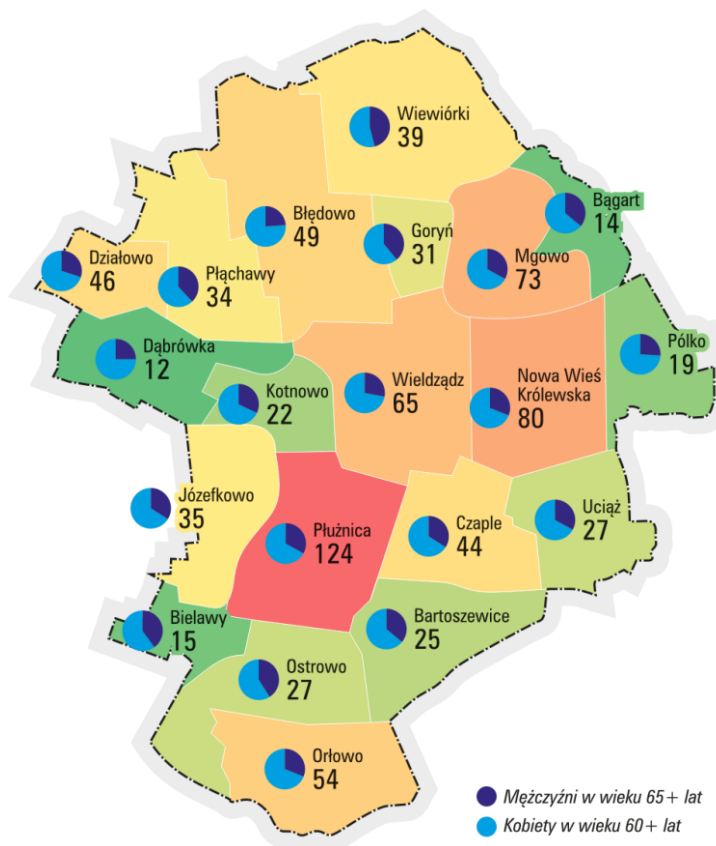 Wiewiórki
39
Bągart
14
Błędowo
49
Goryń
31
Mgowo
73
Działowo
46
Płąchawy
34
Dąbrówka
12
Pólko
19
Kotnowo
22
Wieldządz
65
Nowa Wieś
Królewska
80
Józefkowo
35
Płużnica
124
Czaple
44
Uciąż
27
Bielawy
15
Bartoszewice
25
Ostrowo
27
Orłowo
54
Mężczyźni w wieku 65+ lat
Kobiety w wieku 60+ lat